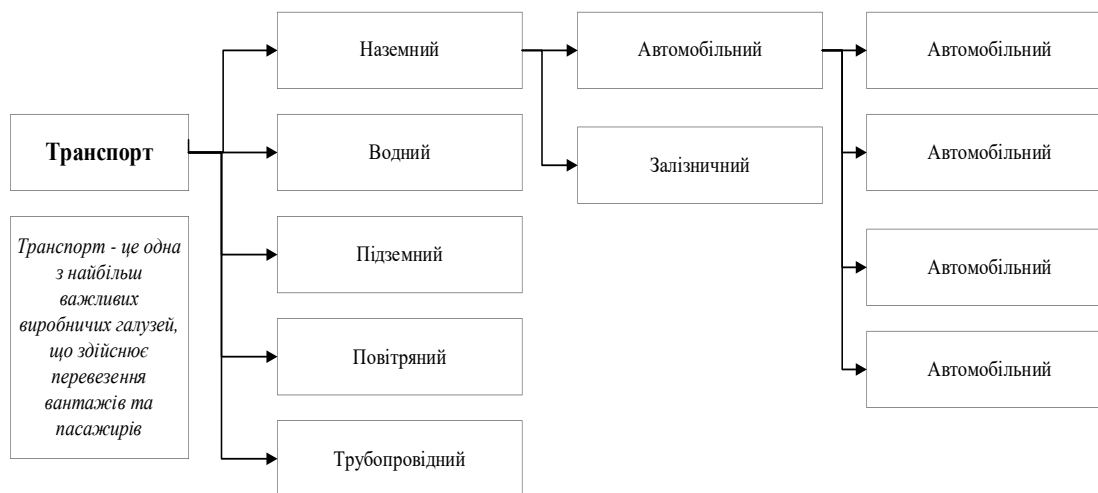 Транспорт
Транспорт - це одна
з найбільш
важливих
виробничих галузей,
що здійснює
перевезення
вантажів та
пасажирів
Наземний
Водний
Підземний
Повітряний
Трубопровідний
Автомобільний
Залізничний
Автомобільний
Автомобільний
Автомобільний
Автомобільний